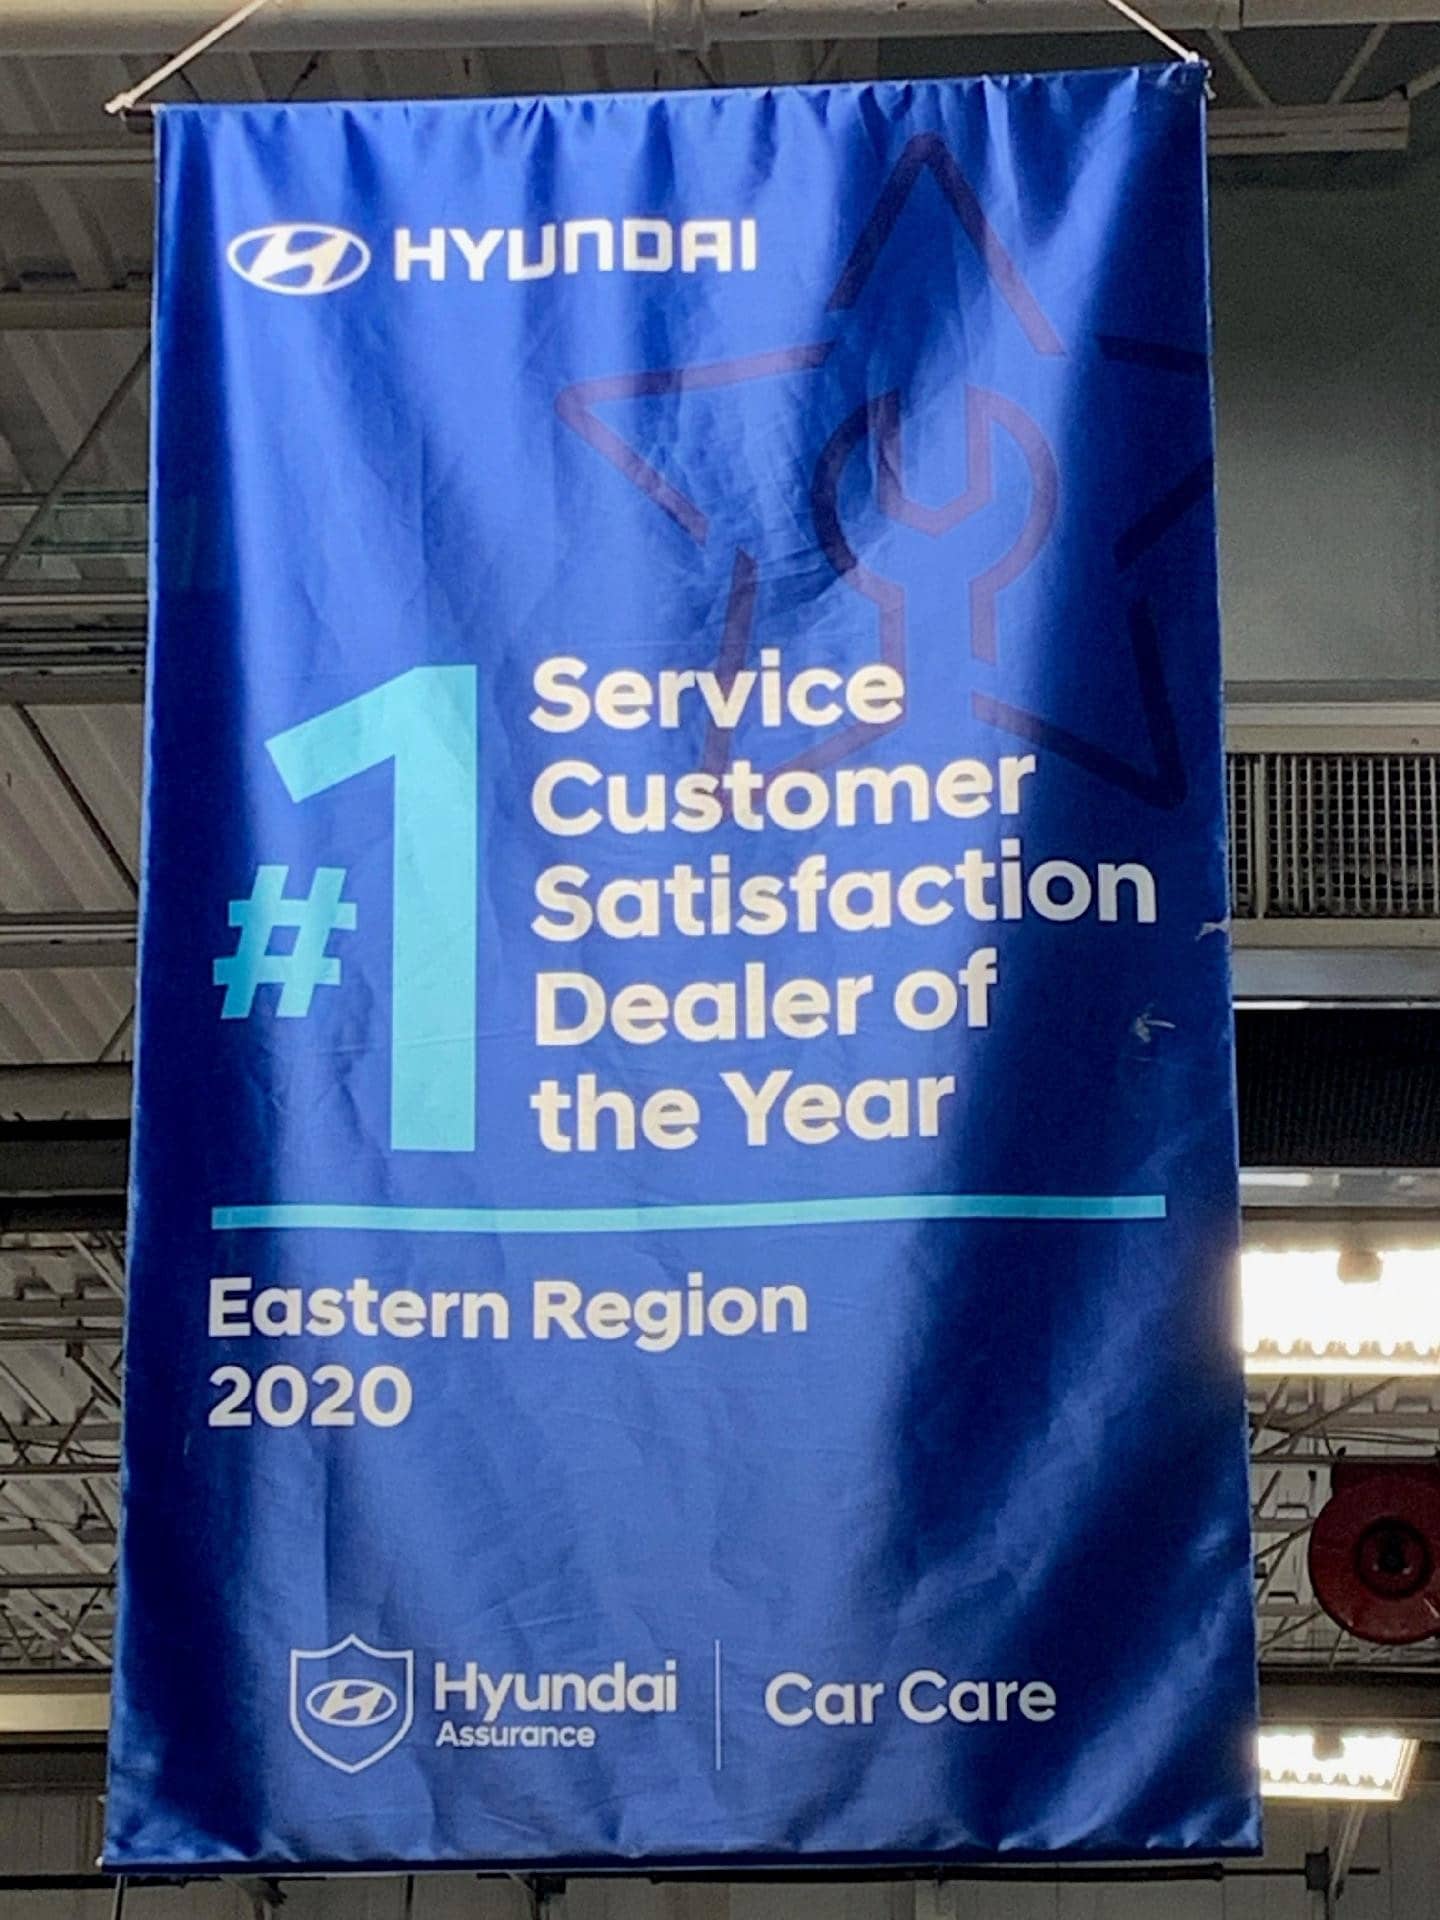 HYUNDAI
#1
Service
Customer
Satisfaction
Dealer of
the Year
Eastern Region
2020
Hyundai
Assurance
Car Care